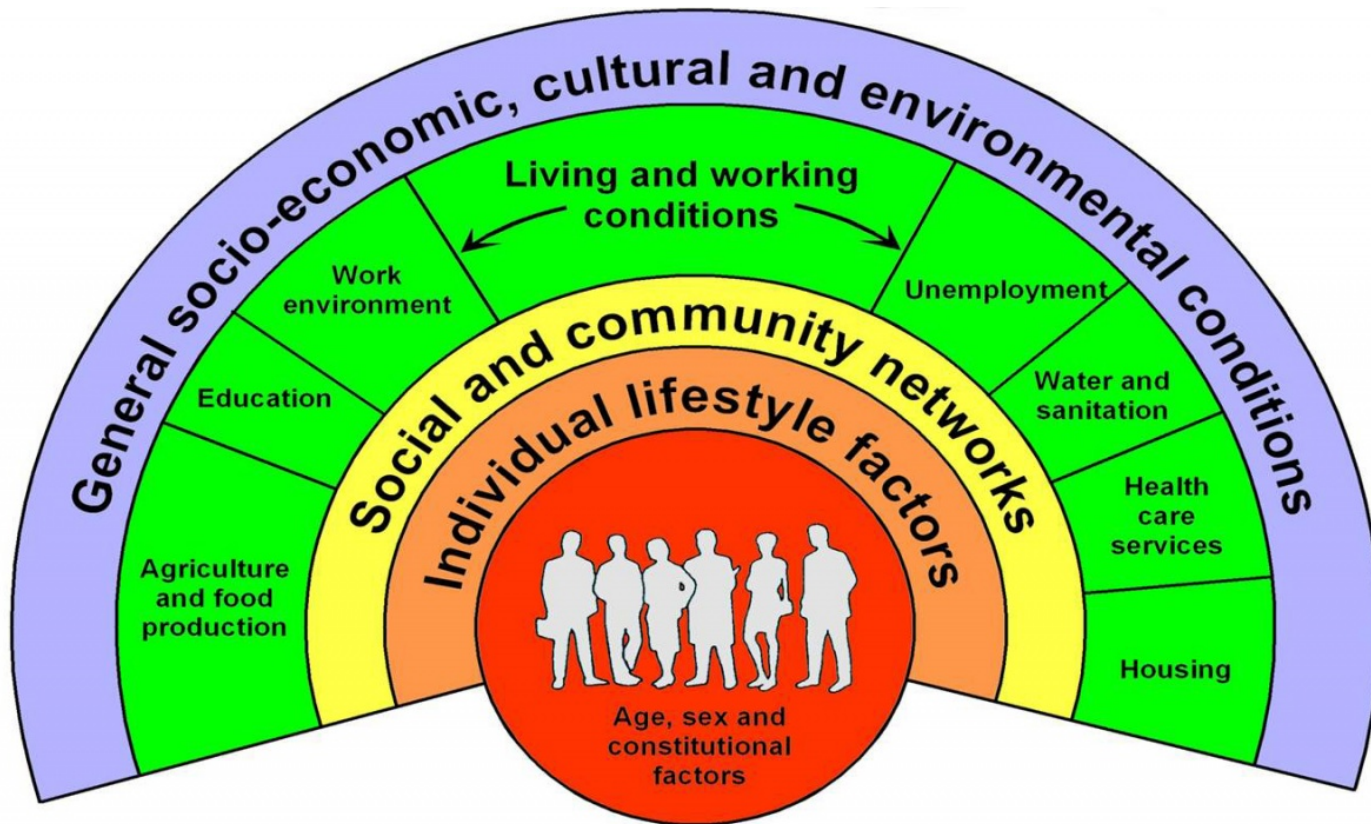 General socio-economic, cultural and environmental conditions
Living and working
conditions
Work
environment
Unemployment
Education
Water and
sanitation
Agriculture
and food
production
Health
care
services
Housing
Social and community networks
Individual lifestyle factors
Age, sex and
constitutional
factors